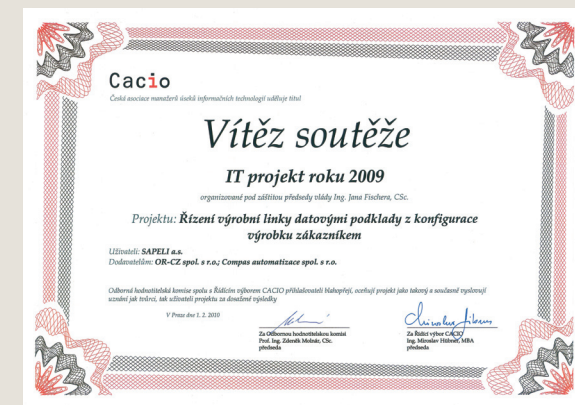 Cacio
Česká asociace manažerů úseků informačních technologií uděluje titul
Vítěz soutěže
IT projekt roku 2009
organizované pod záštitou předsedy vlády Ing. Jana Fischera, CSc.
Projektu: Řízení výrobní linky datovými podklady z konfigurace
výrobku zákazníkem
Uživateli: SAPELI a.s.
Dodavatelům: OR-CZ spol. s r.o.; Compas automatizace spol. s r.o.
Odborná hodnotitelská komise spolu s Řídícím výborem CACIO přihlašovateli blahopřejí, oceňují projekt jako takový a současně vyslovují
uznání jak tvůrci, tak uživateli projektu za dosažené výsledky
V Praze dne 1. 2. 2010
Za Odbornou hodnotitelskou komisi
Prof. Ing. Zdeněk Molnár, CSc.
předseda
Za Řídící výbor CACIO
Ing. Miroslav Hübner, MBA
předseda